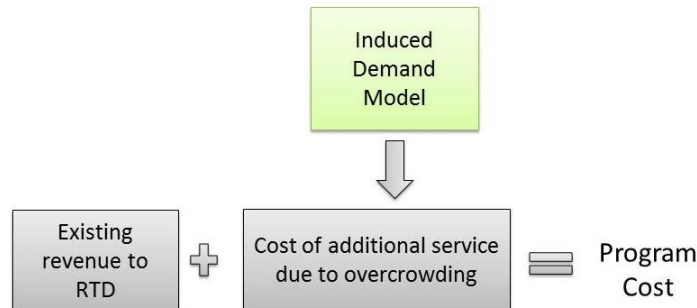 Induced
Demand
Model
Existing
revenue to
RTD
Cost of additional service
due to overcrowding
Program
Cost